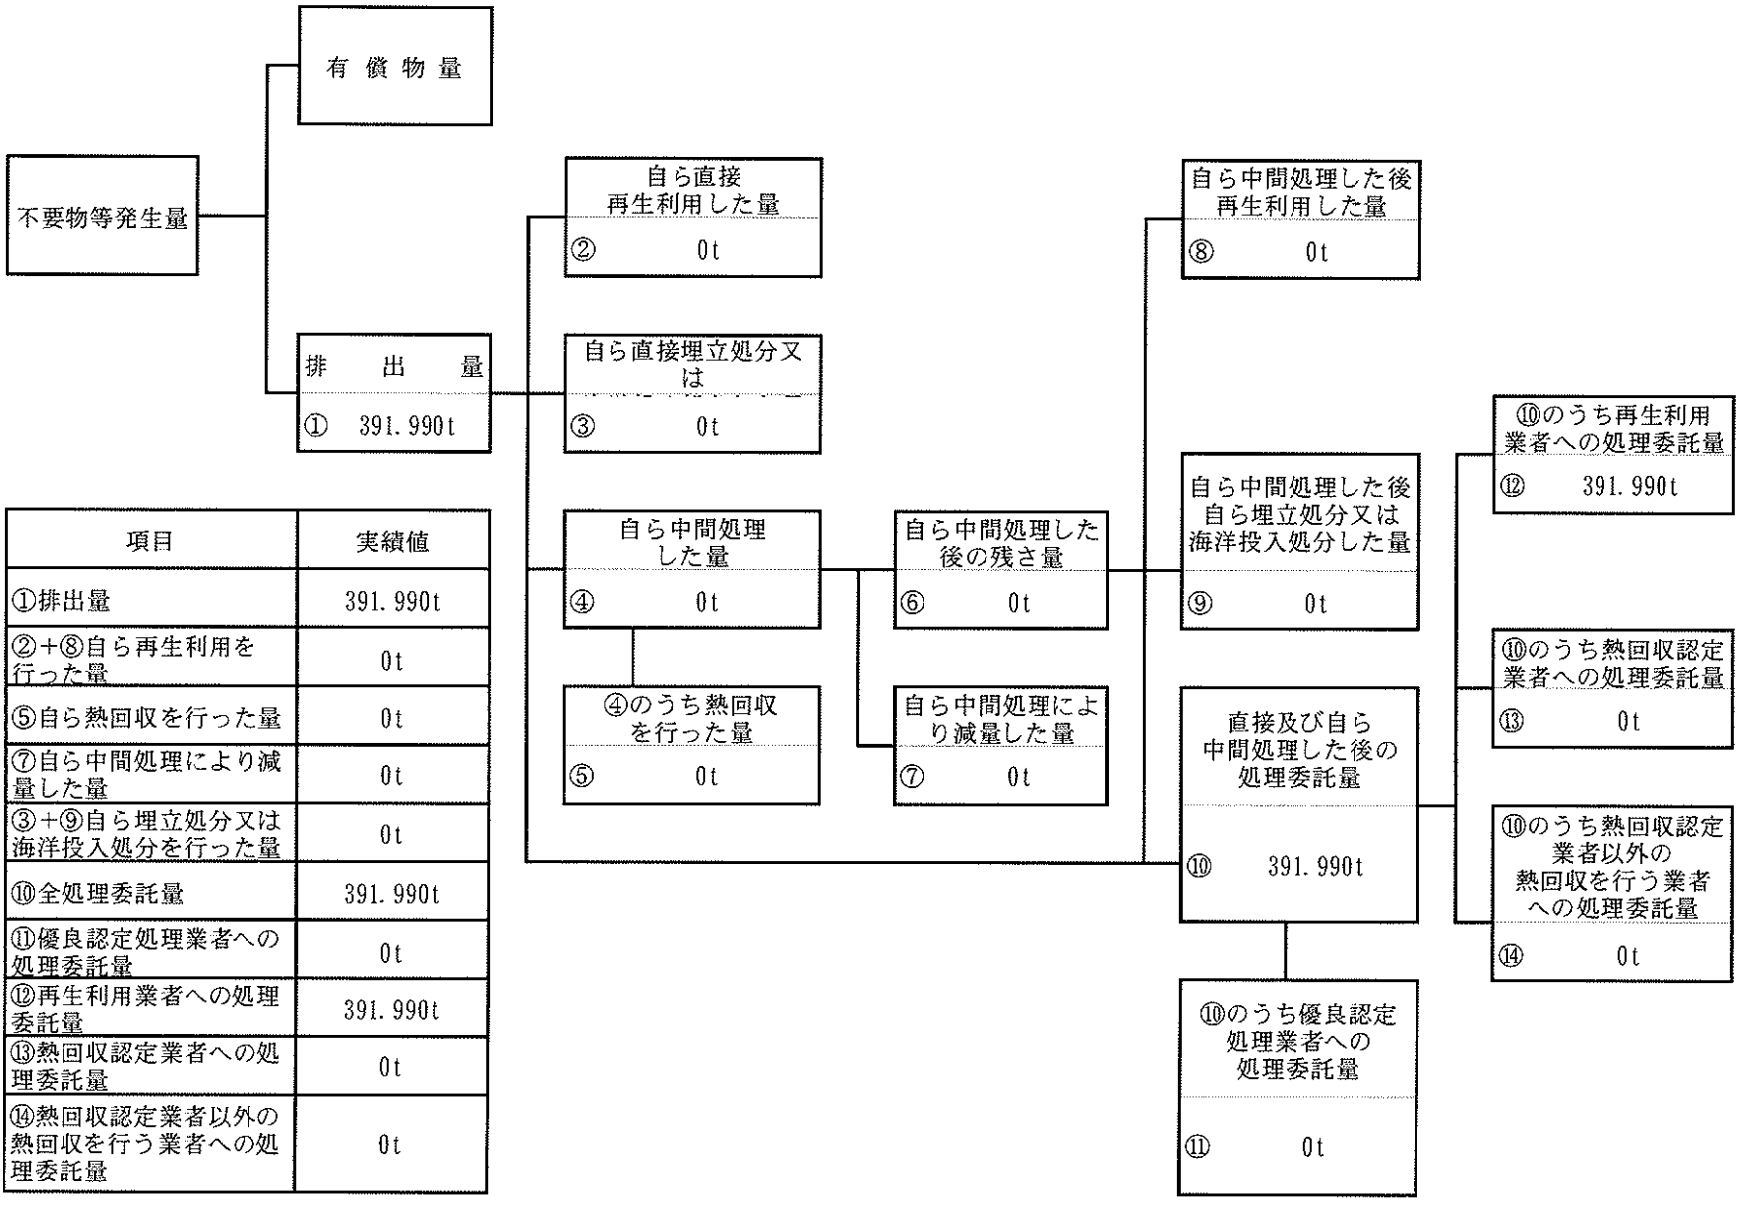 有償物量
不要物等発生量
排出量
① 391.990t
自ら直接
再生利用した量
② 0t
自ら直接埋立処分又
は
③ 0t
自ら中間処理
した量
④ 0t
④のうち熱回収
を行った量
⑤ 0t
自ら中間処理した
後の残さ量
⑥ 0t
自ら中間処理によ
り減量した量
⑦ 0t
自ら中間処理した後
再生利用した量
⑧ 0t
自ら中間処理した後
自ら埋立処分又は
海洋投入処分した量
⑨ 0t
直接及び自ら
中間処理した後の
処理委託量
⑩ 391.990t
⑩のうち優良認定
処理業者への
処理委託量
⑪ 0t
⑩のうち再生利用
業者への処理委託量
⑫ 391.990t
⑩のうち熱回収認定
業者への処理委託量
⑬ 0t
⑩のうち熱回収認定
業者以外の
熱回収を行う業者
への処理委託量
⑭ 0t
項目 実績値
①排出量 391.990t
②+⑧自ら再生利用を
行った量 0t
⑤自ら熱回収を行った量 0t
⑦自ら中間処理により減
量した量 0t
③+⑨自ら埋立処分又は
海洋投入処分を行った量 0t
⑩全処理委託量 391.990t
⑪優良認定処理業者への
処理委託量 0t
⑫再生利用業者への処理
委託量 391.990t
⑬熱回収認定業者への処
理委託量 0t
⑭熱回収認定業者以外の
熱回収を行う業者への処
理委託量 0t